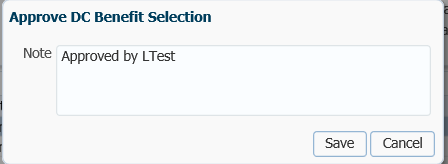 Approve DC Benefit Selection
Note
Approved by LTest
Save Cancel